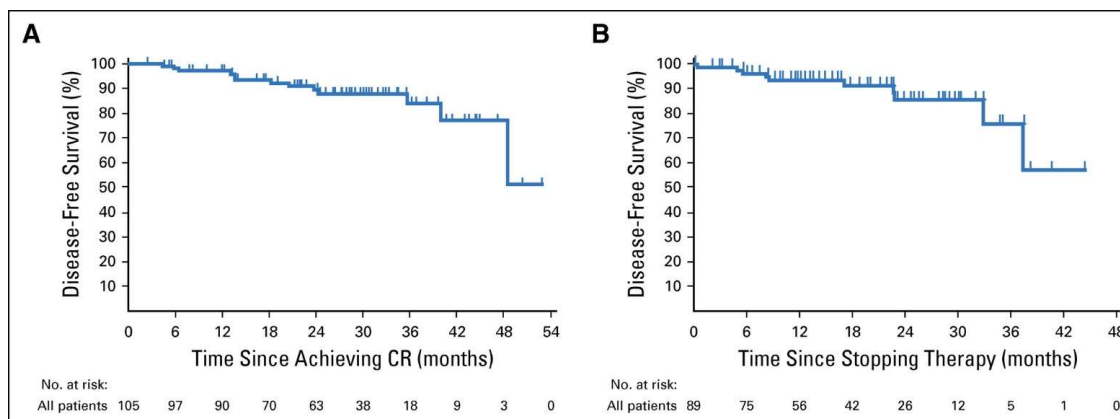 A
Disease-Free Survival (%)
100
90
80
70
60
50
40
30
20
10
0 6 12 18 24 30 36 42 48 54
Time Since Achieving CR (months)
No. at risk:
All patients 105 97 90 70 63 38 18 9 3 0
B
Disease-Free Survival (%)
100
90
80
70
60
50
40
30
20
10
0 6 12 18 24 30 36 42 48
Time Since Stopping Therapy (months)
No. at risk:
All patients 89 75 56 42 26 12 5 1 0